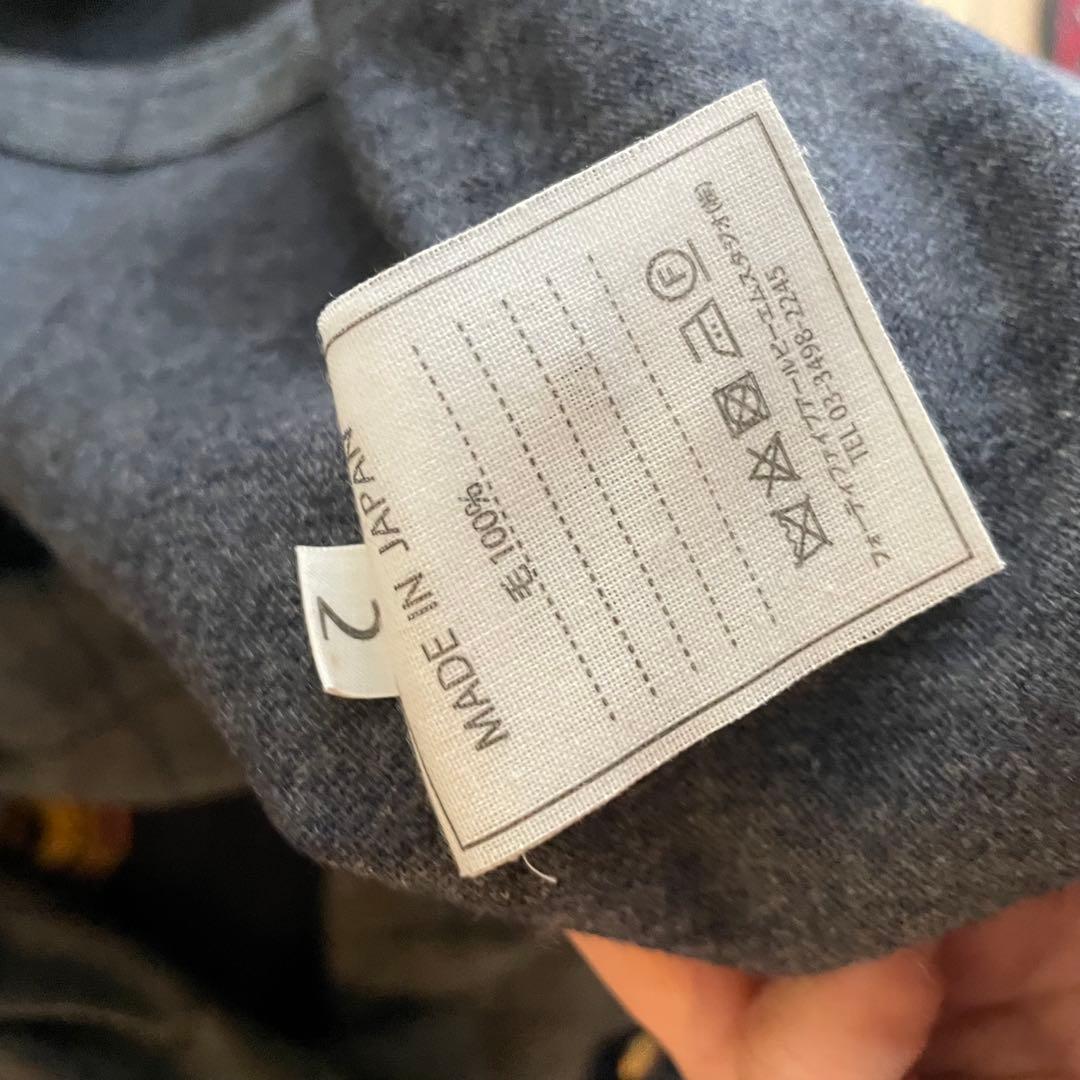 MADE IN JAPAN
毛 100%
F
フォーティファイブアールピーエムスタジオ(株)
TEL 03-3498-2245
2